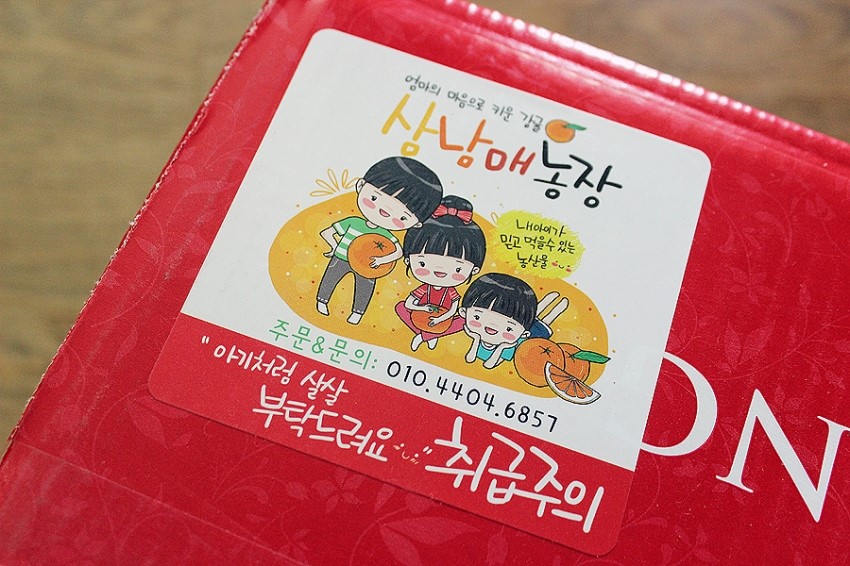 엄마의 마음으로 키운 감귤
삼남매농장
내아이가
믿고 먹을수 있는
농산물
주문&문의: 010.4404.6857
"아기처럼 살살
부탁드려요" 취급주의
ON